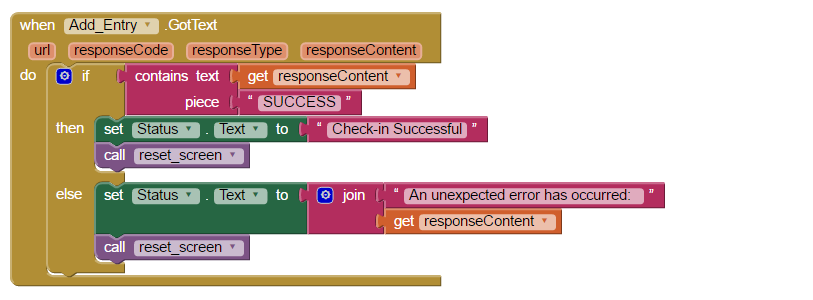 when Add_Entry .GotText
url responseCode responseType responseContent
do if contains text get responseContent
piece " SUCCESS "
then set Status . Text to " Check-in Successful "
call reset_screen
else set Status . Text to join " An unexpected error has occurred: "
get responseContent
call reset_screen